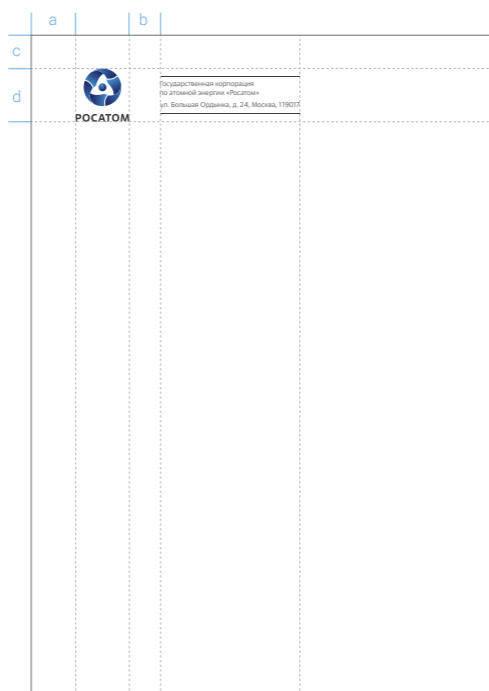 a
b
c
d
РОСАТОМ
Государственная корпорация
по атомной энергии «Росатом»
ул. Большая Ордынка, д. 24, Москва, 119017